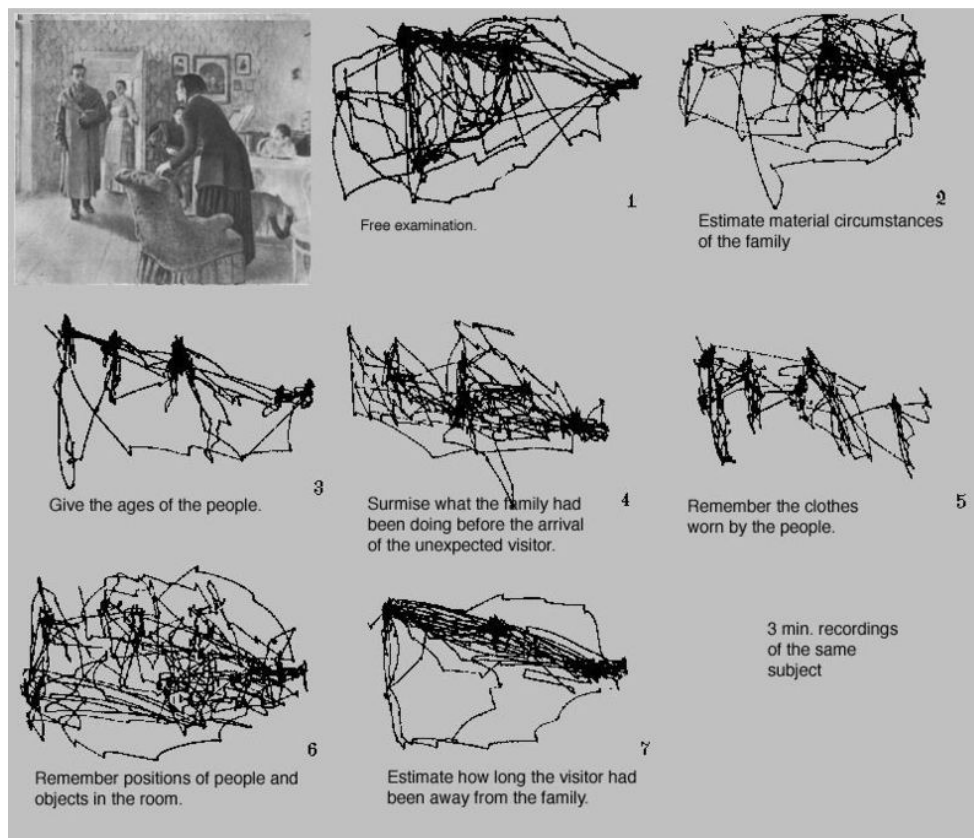 1
Free examination.
2
Estimate material circumstances
of the family
3
Give the ages of the people.
4
Surmise what the family had
been doing before the arrival
of the unexpected visitor.
5
Remember the clothes
worn by the people.
6
Remember positions of people and
objects in the room.
7
Estimate how long the visitor had
been away from the family.
3 min. recordings
of the same
subject